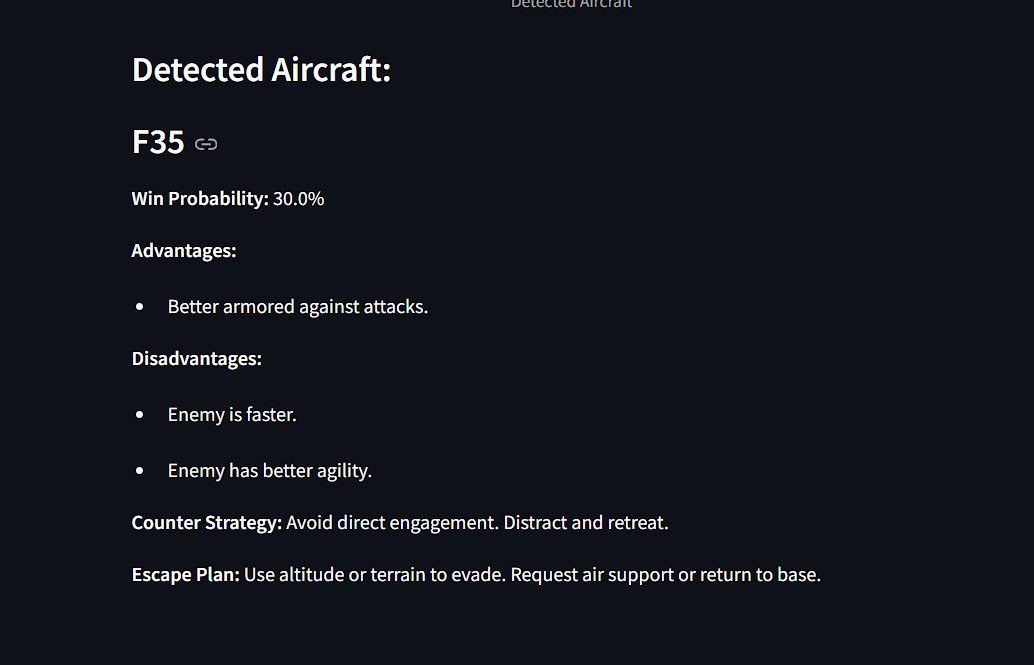 Detected Aircraft
Detected Aircraft:
F35
Win Probability: 30.0%
Advantages:
Better armored against attacks.
Disadvantages:
Enemy is faster.
Enemy has better agility.
Counter Strategy: Avoid direct engagement. Distract and retreat.
Escape Plan: Use altitude or terrain to evade. Request air support or return to base.